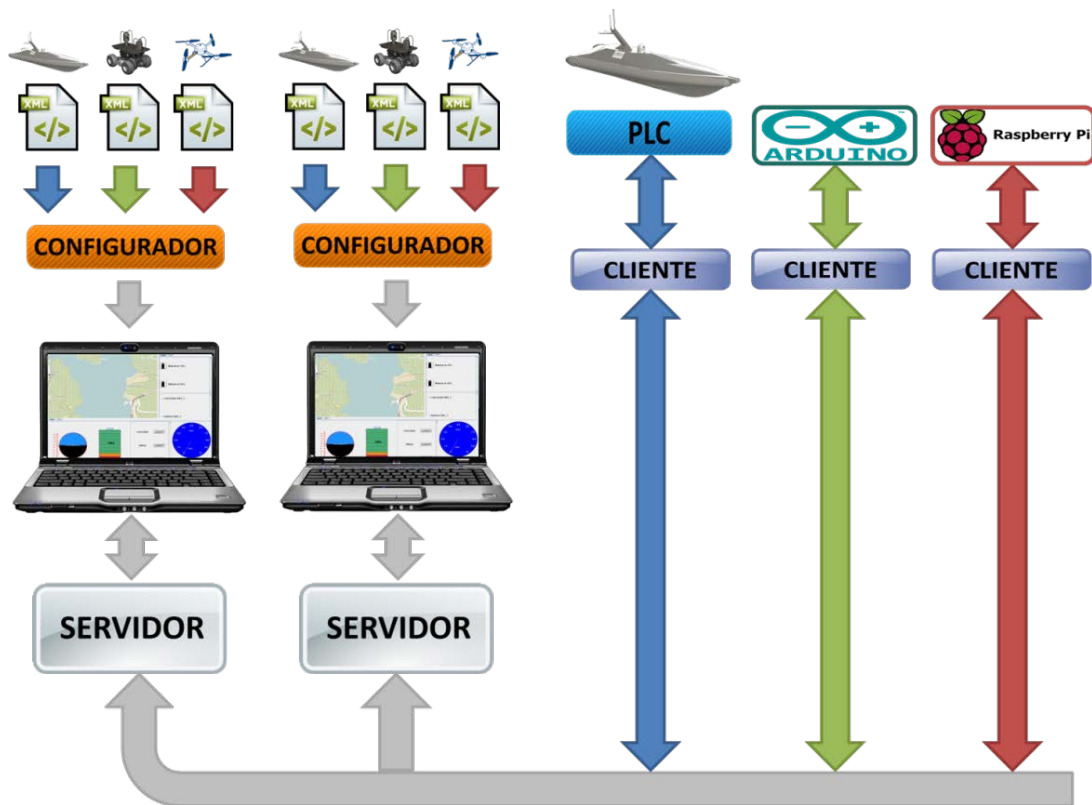 XML
XML
XML
XML
XML
XML
CONFIGURADOR
CONFIGURADOR
PLC
ARDUINO
Raspberry Pi
CLIENTE
CLIENTE
CLIENTE
SERVIDOR
SERVIDOR